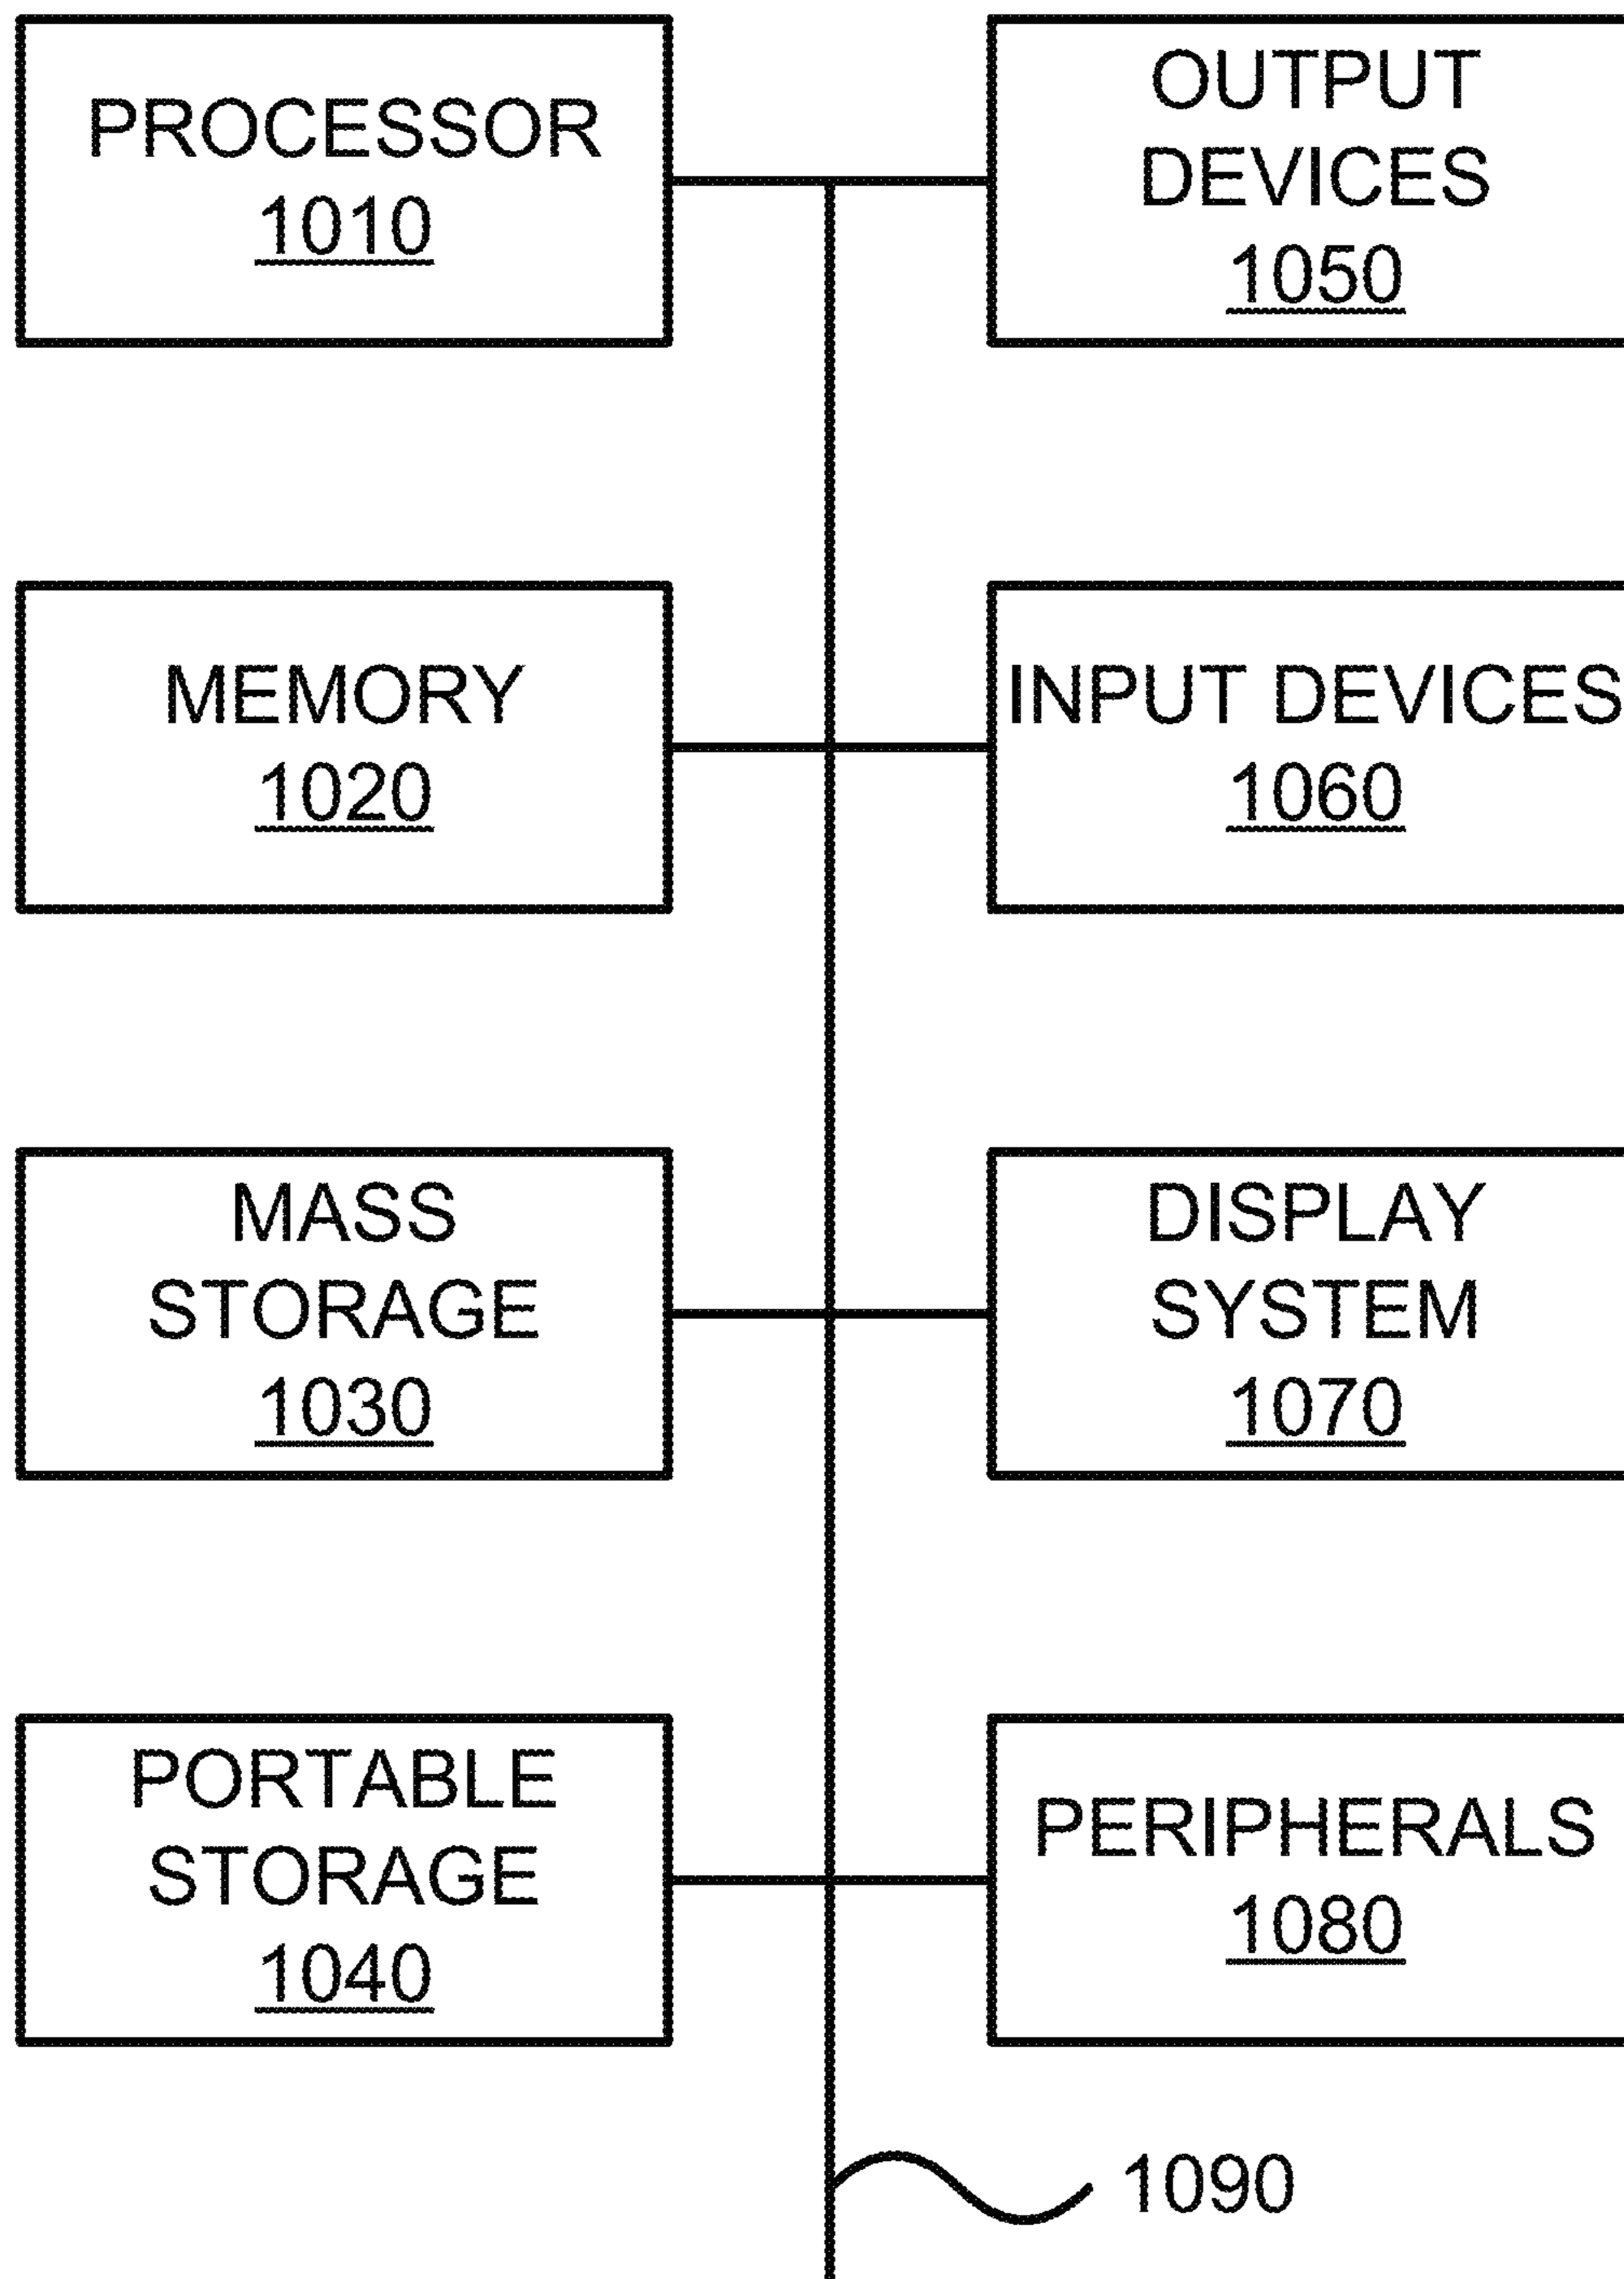 PROCESSOR
1010
OUTPUT
DEVICES
1050
MEMORY
1020
INPUT DEVICES
1060
MASS
STORAGE
1030
DISPLAY
SYSTEM
1070
PORTABLE
STORAGE
1040
PERIPHERALS
1080
1090